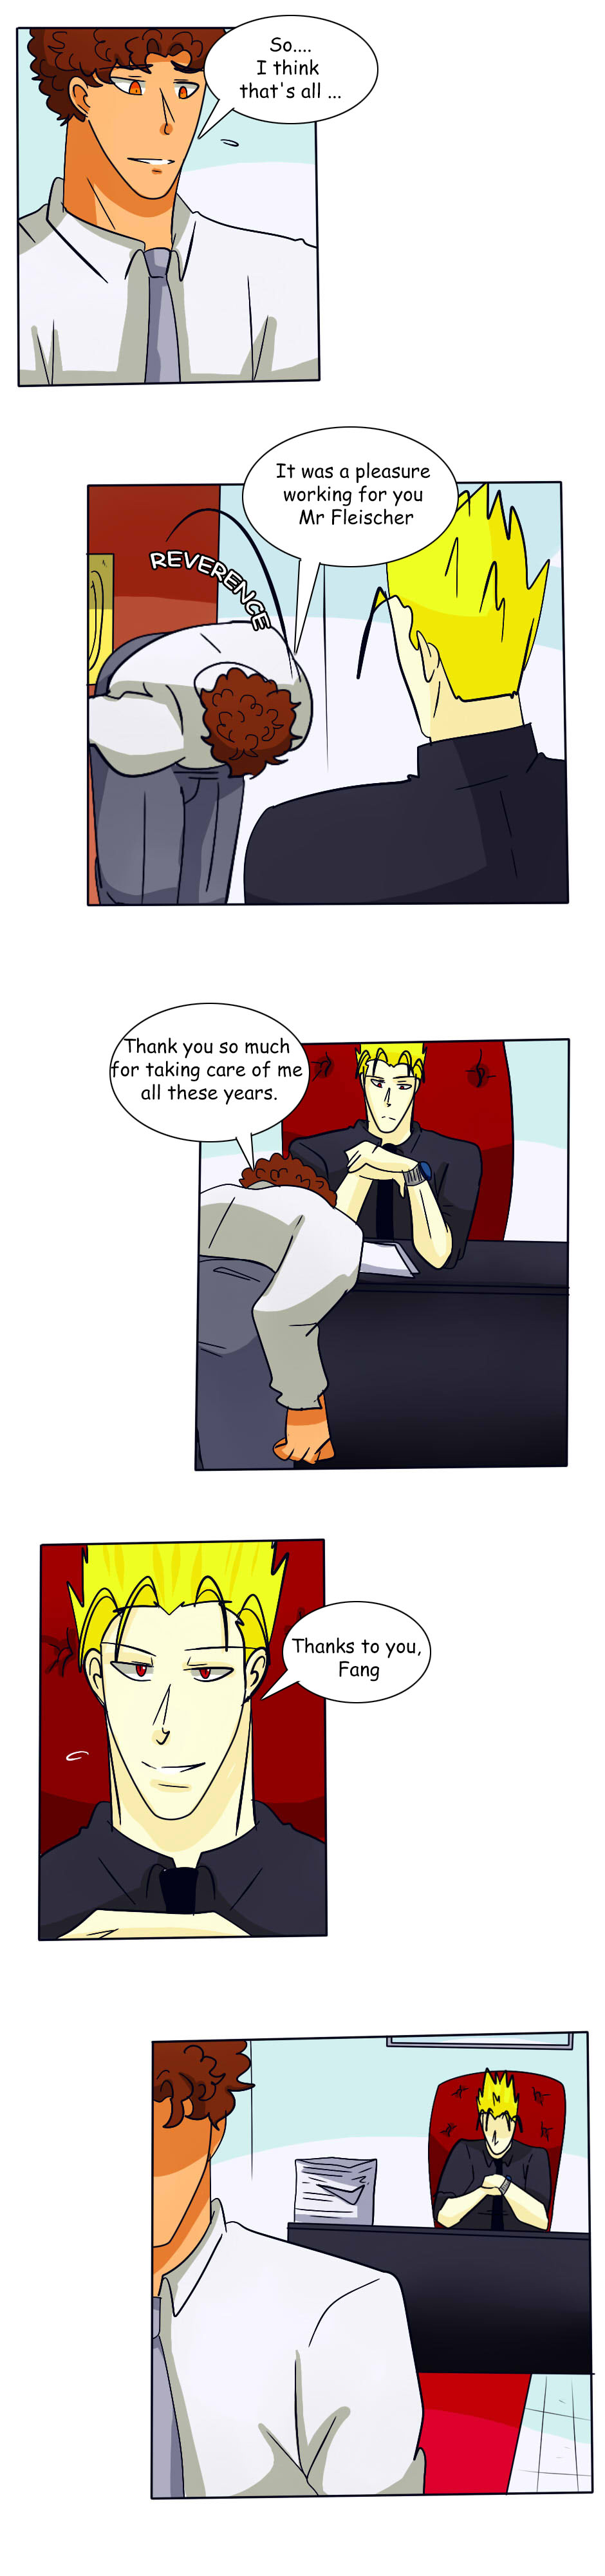 So....
I think
that's all ...
It was a pleasure
working for you
Mr Fleischer
REVERENCE
Thank you so much
for taking care of me
all these years.
Thanks to you,
Fang